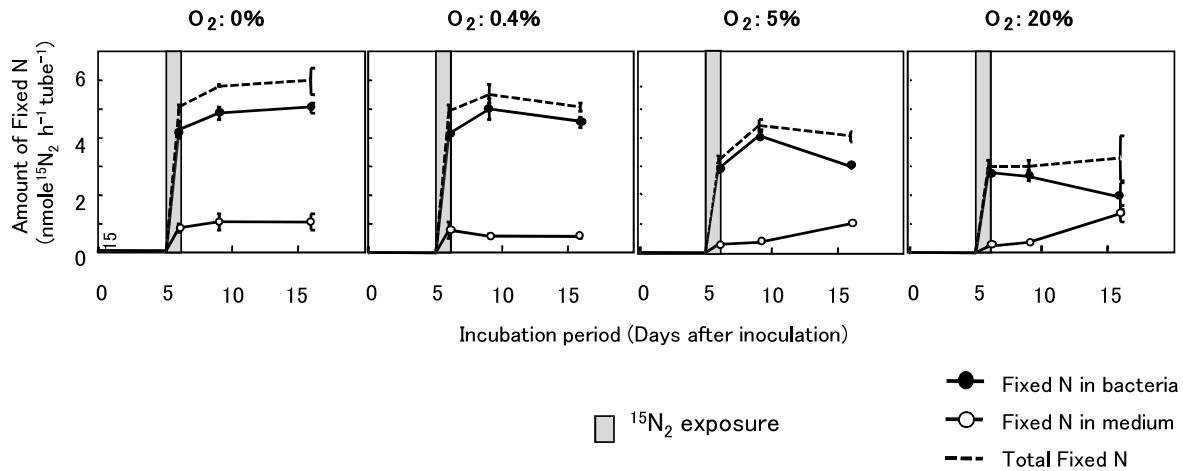 O₂: 0%
O₂: 0.4%
O₂: 5%
O₂: 20%
Amount of Fixed N
(nmole¹⁵N₂ h⁻¹ tube⁻¹)
6
4
2
0
15
0 5 10 15
0 5 10 15
0 5 10 15
0 5 10 15
Incubation period (Days after inoculation)
¹⁵N₂ exposure
Fixed N in bacteria
Fixed N in medium
Total Fixed N